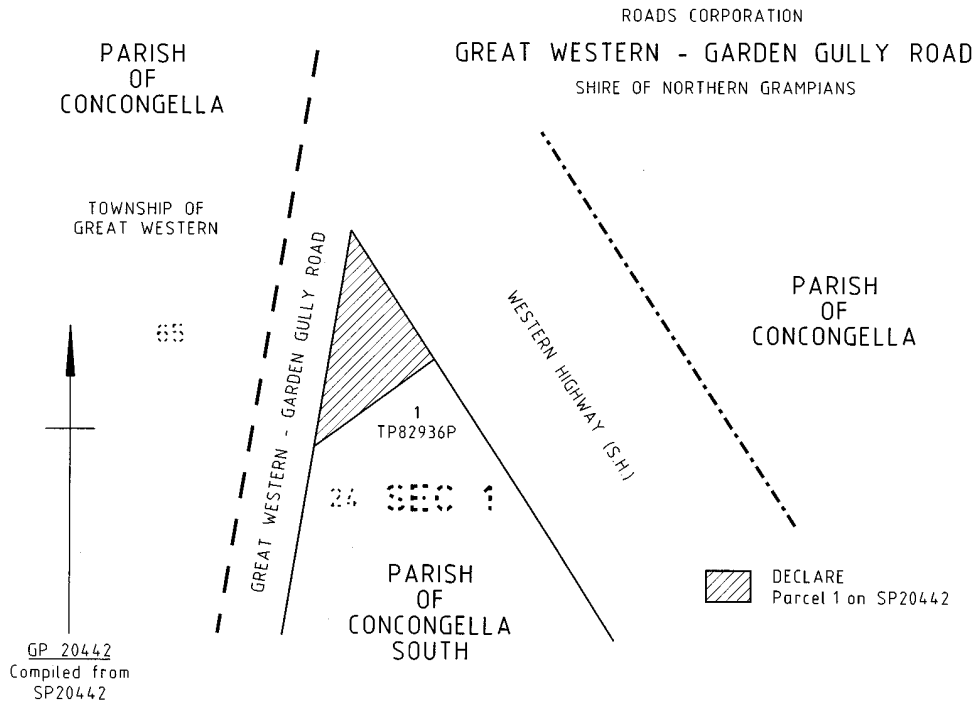 ROADS CORPORATION
GREAT WESTERN - GARDEN GULLY ROAD
SHIRE OF NORTHERN GRAMPIANS
PARISH
OF
CONCONGELLA
TOWNSHIP OF
GREAT WESTERN
65
GREAT WESTERN - GARDEN GULLY ROAD
WESTERN HIGHWAY (S.H.)
PARISH
OF
CONCONGELLA
1
TP82936P
24 SEC 1
PARISH
OF
CONCONGELLA
SOUTH
DECLARE
Parcel 1 on SP20442
GP 20442
Compiled from
SP20442